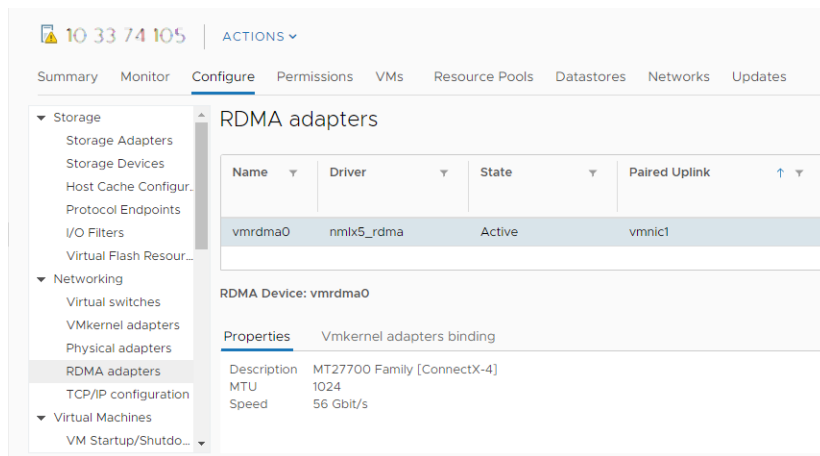 10 33 74 105 ACTIONS
Summary Monitor Configure Permissions VMs Resource Pools Datastores Networks Updates
Storage
Storage Adapters
Storage Devices
Host Cache Configur..
Protocol Endpoints
I/O Filters
Virtual Flash Resour...
Networking
Virtual switches
VMkernel adapters
Physical adapters
RDMA adapters
TCP/IP configuration
Virtual Machines
VM Startup/Shutdo...
RDMA adapters
Name Driver State Paired Uplink
vmrdma0 nmlx5_rdma Active vmnic1
RDMA Device: vmrdma0
Properties Vmkernel adapters binding
Description MT27700 Family [ConnectX-4]
MTU 1024
Speed 56 Gbit/s